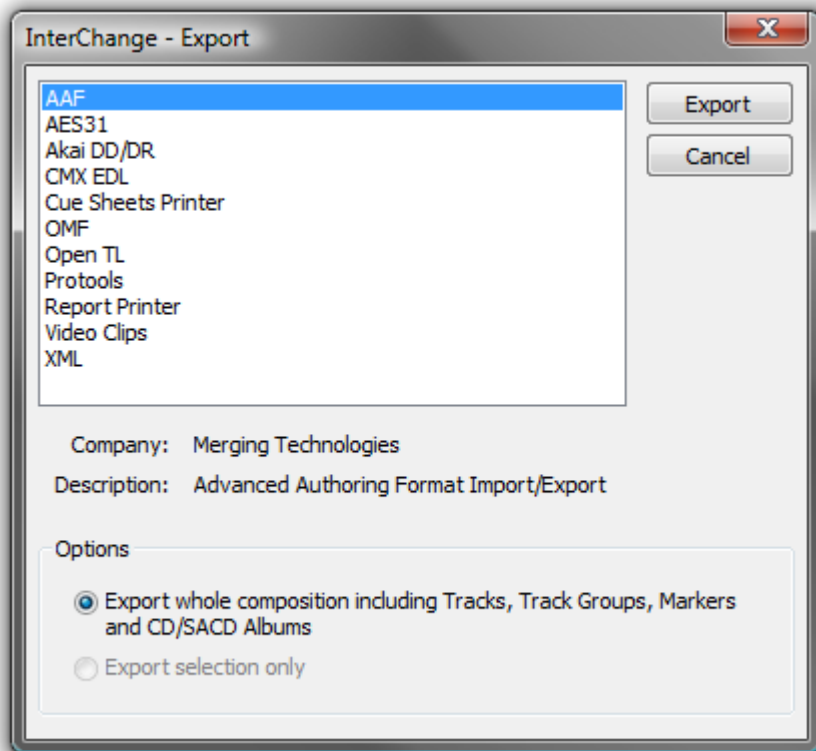 InterChange - Export
AAF
AES31
Akai DD/DR
CMX EDL
Cue Sheets Printer
OMF
Open TL
Protools
Report Printer
Video Clips
XML
Export
Cancel
Company: Merging Technologies
Description: Advanced Authoring Format Import/Export
Options
Export whole composition including Tracks, Track Groups, Markers
and CD/SACD Albums
Export selection only